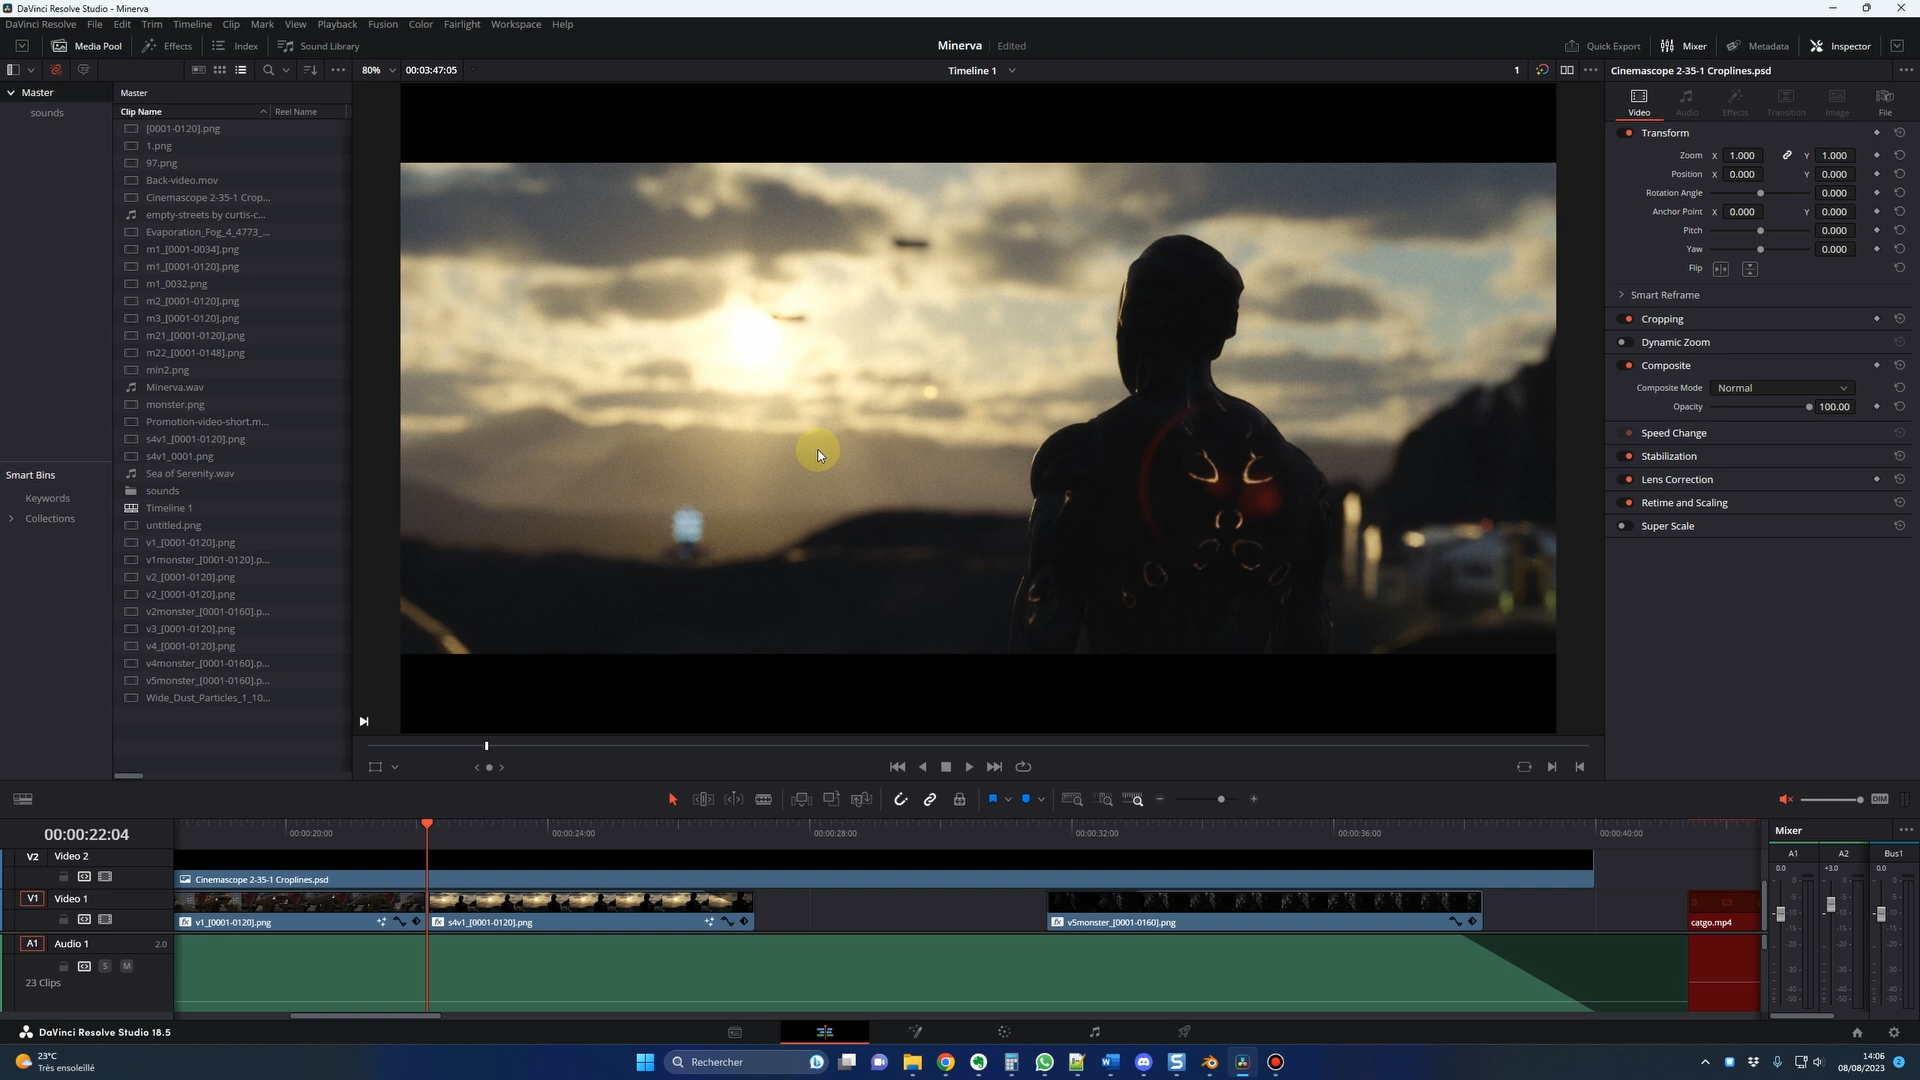 DaVinci Resolve Studio - Minerva
DaVinci Resolve File Edit Trim Timeline Clip Mark View Playback Fusion Color Fairlight Workspace Help
Media Pool Effects Index Sound Library Minerva Edited Quick Export Mixer Metadata Inspector
80% 00:03:47:05 Timeline 1 1 Cinemascope 2-35-1 Croplines.psd
Master
sounds
Smart Bins
Keywords
Collections
Master
Clip Name Reel Name
[0001-0120].png
1.png
97.png
Back-video.mov
Cinemascope 2-35-1 Crop...
empty-streets by curtis-c...
Evaporation_Fog_4_4773_...
m1_[0001-0034].png
m1_[0001-0120].png
m1_0032.png
m2_[0001-0120].png
m3_[0001-0120].png
m21_[0001-0120].png
m22_[0001-0148].png
min2.png
Minerva.wav
monster.png
Promotion-video-short.m...
s4v1_[0001-0120].png
s4v1_0001.png
Sea of Serenity.wav
sounds
Timeline 1
untitled.png
v1_[0001-0120].png
v1monster_[0001-0120].p...
v2_[0001-0120].png
v2_[0001-0120].png
v2monster_[0001-0160].p...
v3_[0001-0120].png
v4_[0001-0120].png
v4monster_[0001-0160].p...
v5monster_[0001-0160].p...
Wide_Dust_Particles_1_10...
Video Audio Effects Transition Image File
Transform
Zoom X 1.000 Y 1.000
Position X 0.000 Y 0.000
Rotation Angle 0.000
Anchor Point X 0.000 Y 0.000
Pitch 0.000
Yaw 0.000
Flip
Smart Reframe
Cropping
Dynamic Zoom
Composite
Composite Mode Normal
Opacity 100.00
Speed Change
Stabilization
Lens Correction
Retime and Scaling
Super Scale
DIM
00:00:22:04 00:00:20:00 00:00:24:00 00:00:28:00 00:00:32:00 00:00:36:00 00:00:40:00
V2 Video 2
Cinemascope 2-35-1 Croplines.psd
V1 Video 1
fx v1_[0001-0120].png fx s4v1_[0001-0120].png fx v5monster_[0001-0160].png catgo.mp4
A1 Audio 1 2.0
S M
23 Clips
Mixer
A1 A2 Bus1
0.0 +3.0 0.0
DaVinci Resolve Studio 18.5
23°C
Très ensoleillé
Rechercher
14:06
08/08/2023
2